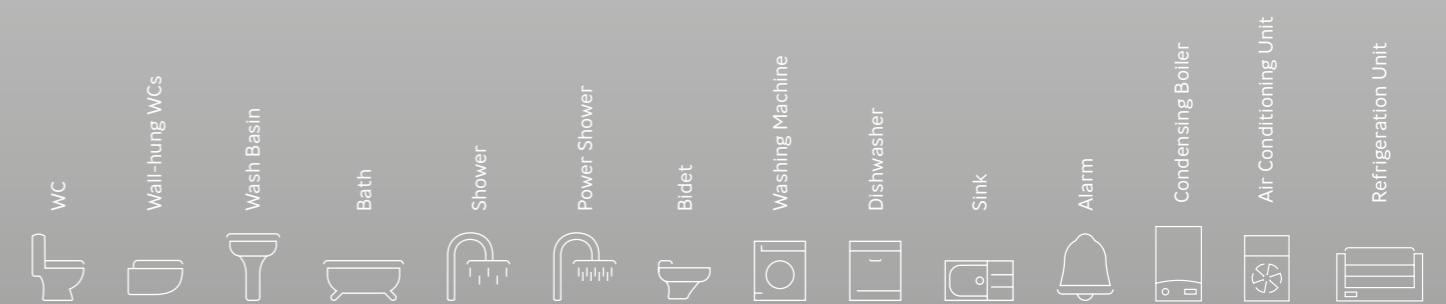 WC
Wall-hung WCs
Wash Basin
Bath
Shower
Power Shower
Bidet
Washing Machine
Dishwasher
Sink
Alarm
Condensing Boiler
Air Conditioning Unit
Refrigeration Unit